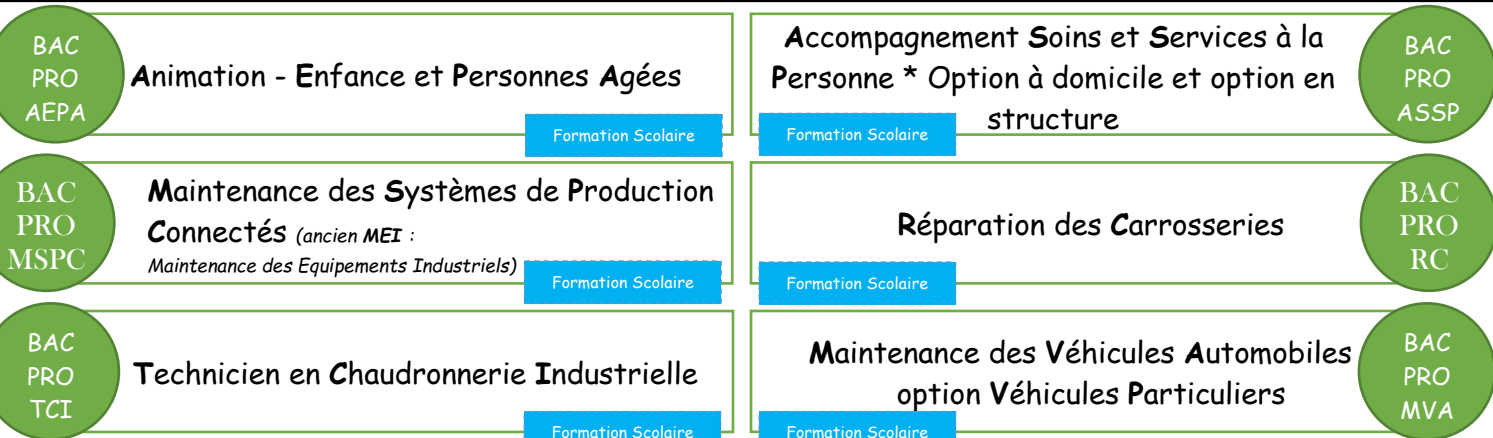 BAC
PRO
AEPA
Animation - Enfance et Personnes Agées
Formation Scolaire
Accompagnement Soins et Services à la
Personne * Option à domicile et option en
structure
Formation Scolaire
BAC
PRO
ASSP
BAC
PRO
MSPC
Maintenance des Systèmes de Production
Connectés (ancien MEI :
Maintenance des Equipements Industriels)
Formation Scolaire
Réparation des Carrosseries
Formation Scolaire
BAC
PRO
RC
BAC
PRO
TCI
Technicien en Chaudronnerie Industrielle
Formation Scolaire
Maintenance des Véhicules Automobiles
option Véhicules Particuliers
Formation Scolaire
BAC
PRO
MVA